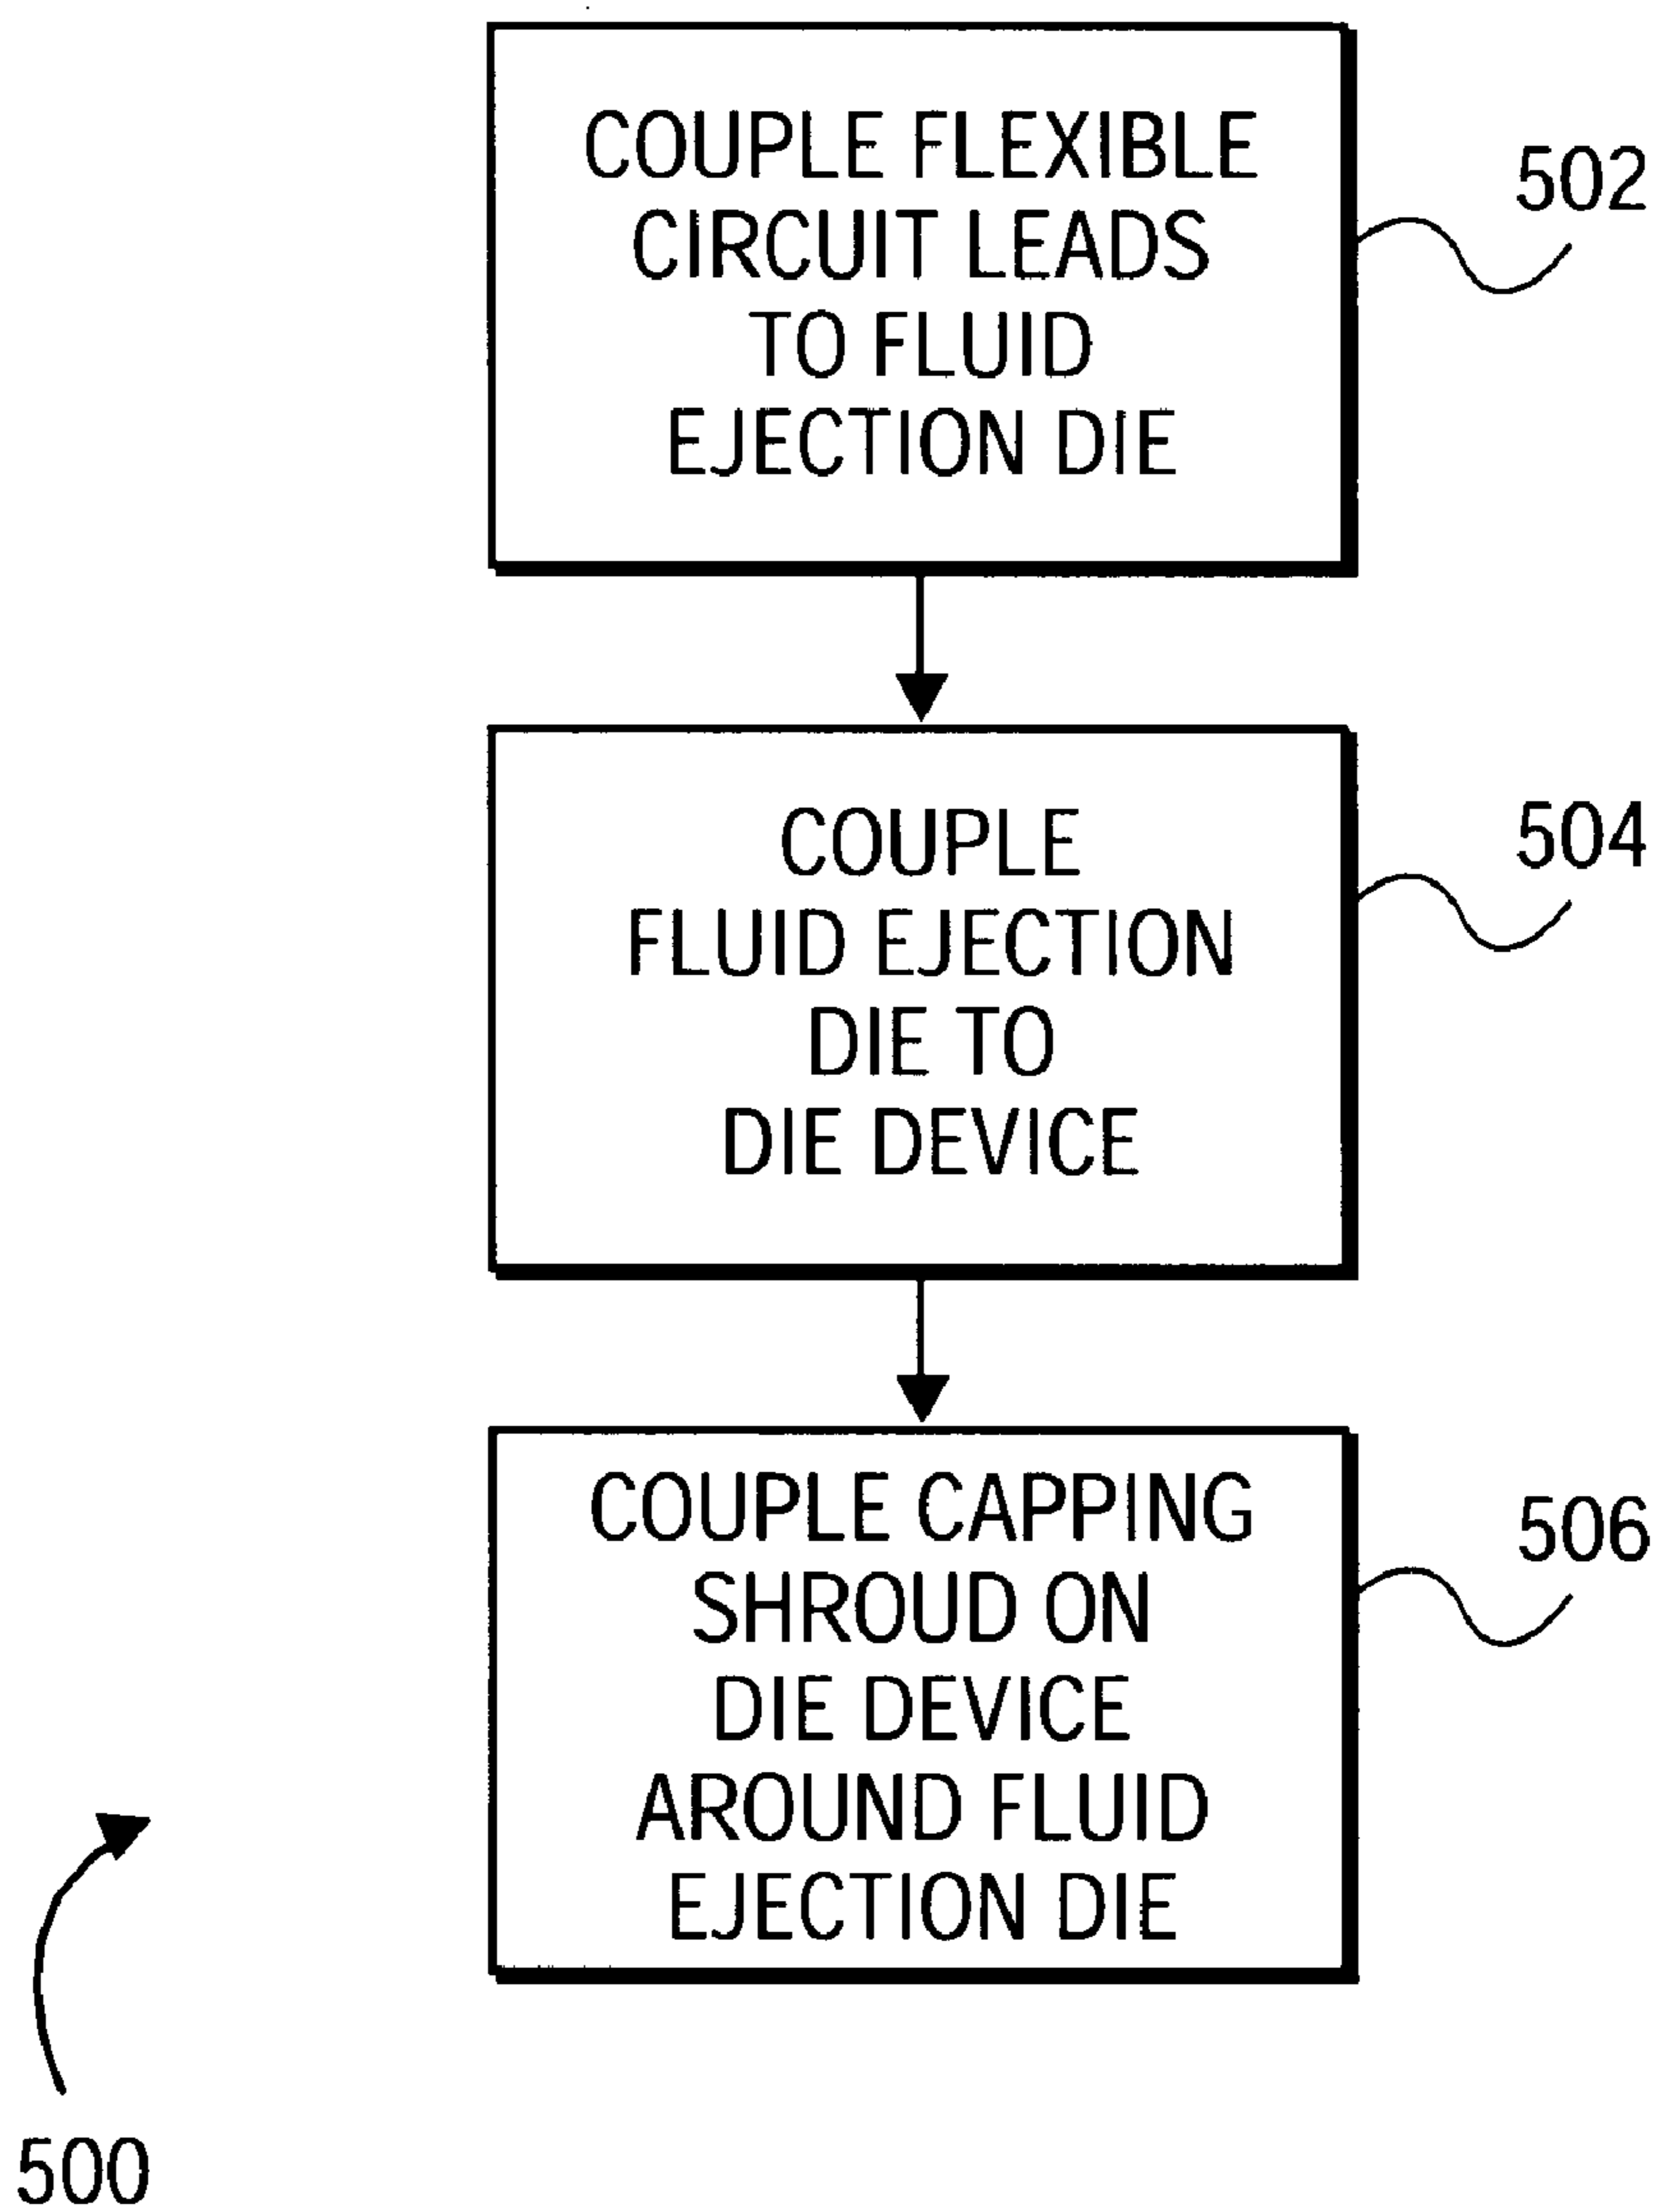 COUPLE FLEXIBLE
CIRCUIT LEADS
TO FLUID
EJECTION DIE
502
COUPLE
FLUID EJECTION
DIE TO
DIE DEVICE
504
COUPLE CAPPING
SHROUD ON
DIE DEVICE
AROUND FLUID
EJECTION DIE
506
500